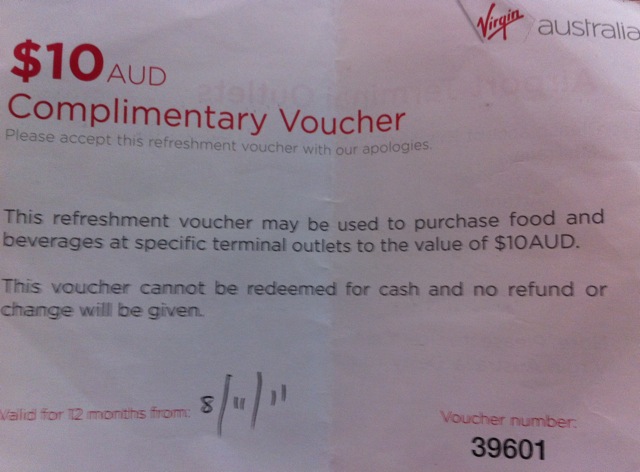 Virgin australia
$10 AUD
Complimentary Voucher
Please accept this refreshment voucher with our apologies.
This refreshment voucher may be used to purchase food and
beverages at specific terminal outlets to the value of $10AUD.
This voucher cannot be redeemed for cash and no refund or
change will be given.
Valid for 12 months from: 8/11/11
Voucher number:
39601